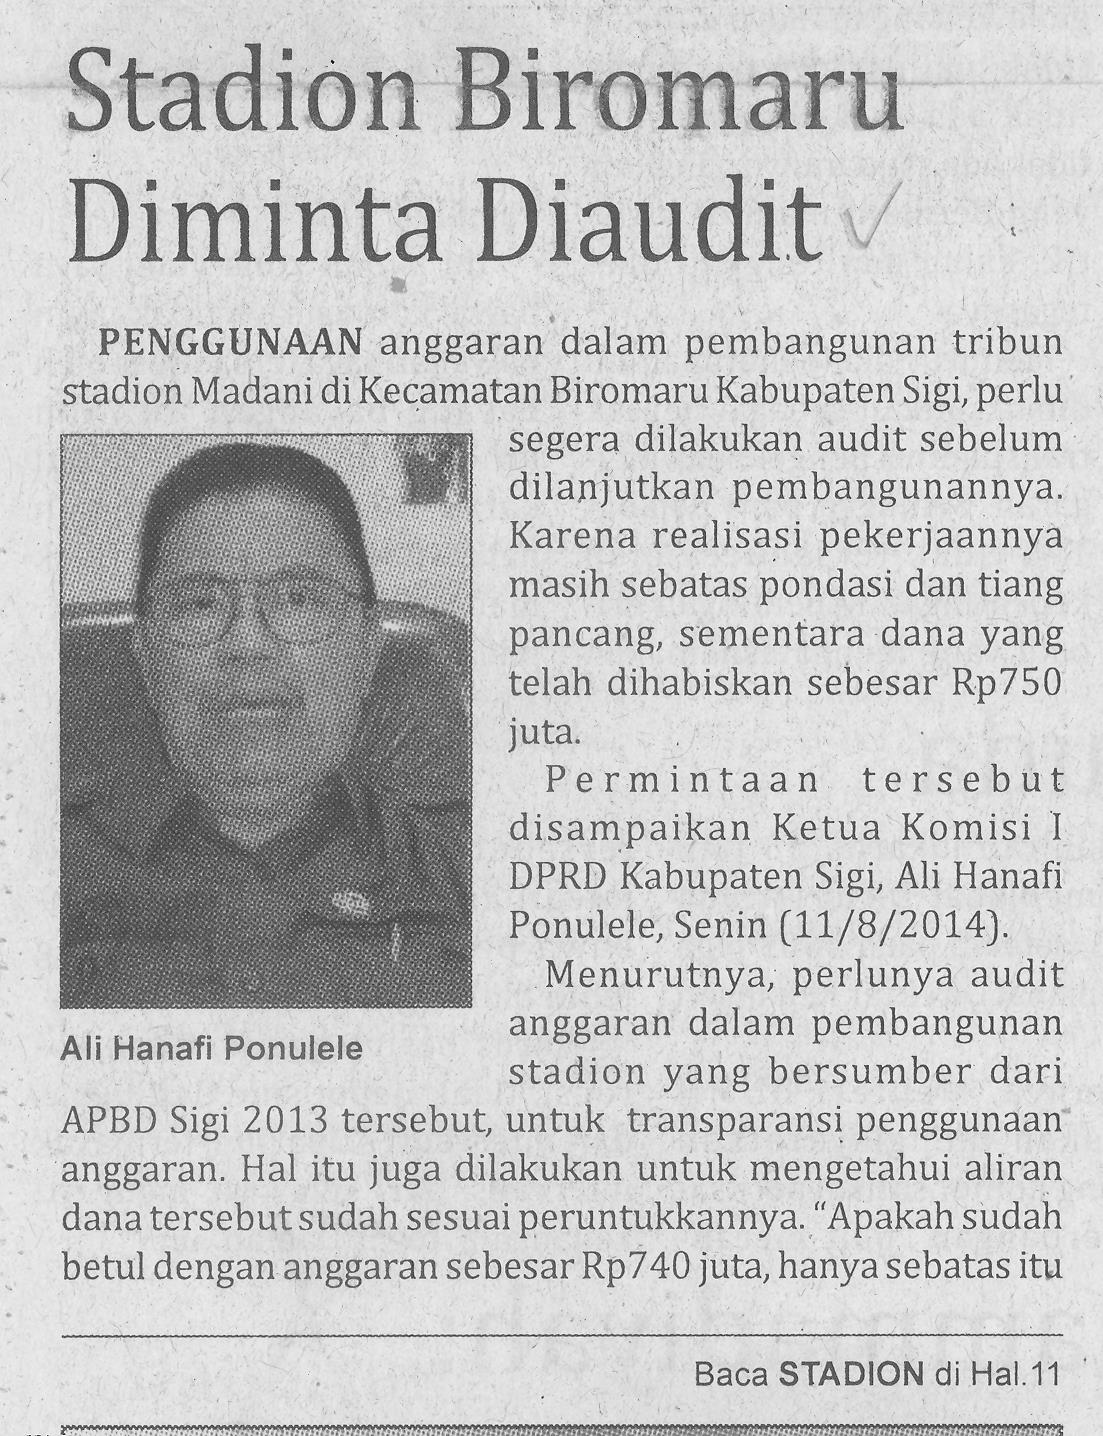 Stadion Biromaru
Diminta Diaudit
PENGGUNAAN anggaran dalam pembangunan tribun
stadion Madani di Kecamatan Biromaru Kabupaten Sigi, perlu
segera dilakukan audit sebelum
dilanjutkan pembangunannya.
Karena realisasi pekerjaannya
masih sebatas pondasi dan tiang
pancang, sementara dana yang
telah dihabiskan sebesar Rp750
juta.
Permintaan tersebut
disampaikan Ketua Komisi I
DPRD Kabupaten Sigi, Ali Hanafi
Ponulele, Senin (11/8/2014).
Menurutnya, perlunya audit
anggaran dalam pembangunan
stadion yang bersumber dari
Ali Hanafi Ponulele
APBD Sigi 2013 tersebut, untuk transparansi penggunaan
anggaran. Hal itu juga dilakukan untuk mengetahui aliran
dana tersebut sudah sesuai peruntukkannya. “Apakah sudah
betul dengan anggaran sebesar Rp740 juta, hanya sebatas itu
Baca STADION di Hal.11